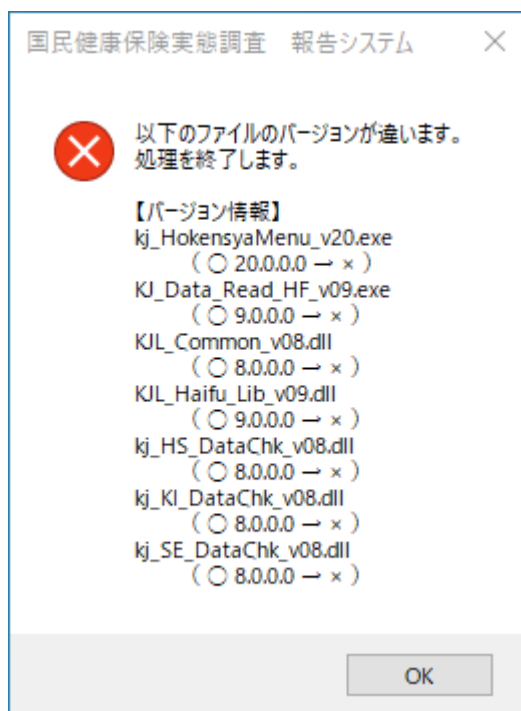 国民健康保険実態調査　報告システム
以下のファイルのバージョンが違います。
処理を終了します。
【バージョン情報】
kj_HokensyaMenu_v20.exe
（ ○ 20.0.0.0 → × ）
KJ_Data_Read_HF_v09.exe
（ ○ 9.0.0.0 → × ）
KJL_Common_v08.dll
（ ○ 8.0.0.0 → × ）
KJL_Haifu_Lib_v09.dll
（ ○ 9.0.0.0 → × ）
kj_HS_DataChk_v08.dll
（ ○ 8.0.0.0 → × ）
kj_KI_DataChk_v08.dll
（ ○ 8.0.0.0 → × ）
kj_SE_DataChk_v08.dll
（ ○ 8.0.0.0 → × ）
OK